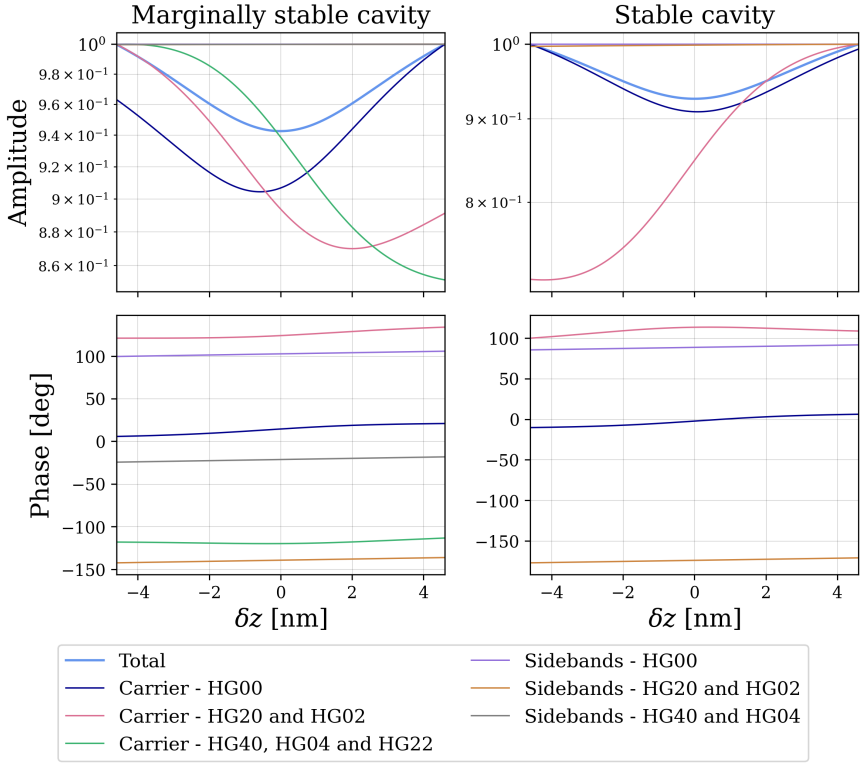 Marginally stable cavity
Stable cavity
Amplitude
10⁰
9.8 × 10⁻¹
9.6 × 10⁻¹
9.4 × 10⁻¹
9.2 × 10⁻¹
9 × 10⁻¹
8.8 × 10⁻¹
8.6 × 10⁻¹
10⁰
9 × 10⁻¹
8 × 10⁻¹
Phase [deg]
100
50
0
−50
−100
−150
100
50
0
−50
−100
−150
−4 −2 0 2 4
−4 −2 0 2 4
δz [nm]
δz [nm]
Total
Carrier - HG00
Carrier - HG20 and HG02
Carrier - HG40, HG04 and HG22
Sidebands - HG00
Sidebands - HG20 and HG02
Sidebands - HG40 and HG04